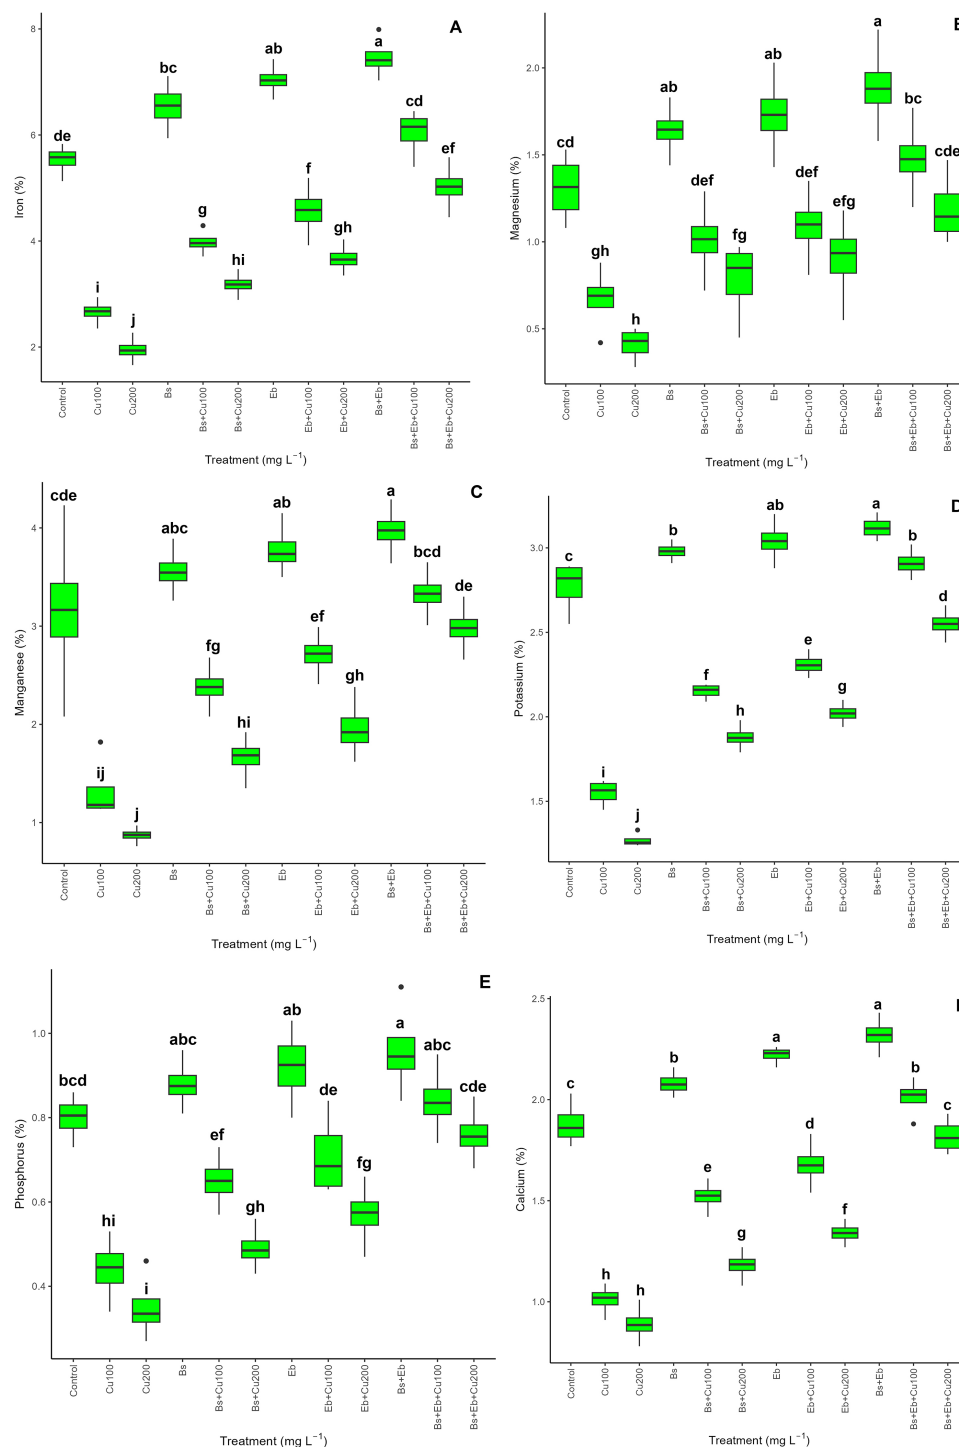 A
Iron (%)
8
6
4
2
de
i
j
bc
g
hi
ab
f
gh
a
cd
ef
Control
Cu100
Cu200
Bs
Bs+Cu100
Bs+Cu200
Eb
Eb+Cu100
Eb+Cu200
Bs+Eb
Bs+Eb+Cu100
Bs+Eb+Cu200
Treatment (mg L⁻¹)
Magnesium (%)
2.0
1.5
1.0
0.5
cd
gh
h
ab
def
fg
ab
def
efg
a
bc
cde
Control
Cu100
Cu200
Bs
Bs+Cu100
Bs+Cu200
Eb
Eb+Cu100
Eb+Cu200
Bs+Eb
Bs+Eb+Cu100
Bs+Eb+Cu200
Treatment (mg L⁻¹)
C
Manganese (%)
4
3
2
1
cde
ij
j
abc
fg
hi
ab
ef
gh
a
bcd
de
Control
Cu100
Cu200
Bs
Bs+Cu100
Bs+Cu200
Eb
Eb+Cu100
Eb+Cu200
Bs+Eb
Bs+Eb+Cu100
Bs+Eb+Cu200
Treatment (mg L⁻¹)
D
Potassium (%)
3.0
2.5
2.0
1.5
c
i
j
b
f
h
ab
e
g
a
b
d
Control
Cu100
Cu200
Bs
Bs+Cu100
Bs+Cu200
Eb
Eb+Cu100
Eb+Cu200
Bs+Eb
Bs+Eb+Cu100
Bs+Eb+Cu200
Treatment (mg L⁻¹)
E
Phosphorus (%)
1.0
0.8
0.6
0.4
bcd
hi
i
abc
ef
gh
ab
de
fg
a
abc
cde
Control
Cu100
Cu200
Bs
Bs+Cu100
Bs+Cu200
Eb
Eb+Cu100
Eb+Cu200
Bs+Eb
Bs+Eb+Cu100
Bs+Eb+Cu200
Treatment (mg L⁻¹)
Calcium (%)
2.5
2.0
1.5
1.0
c
h
h
b
e
g
a
d
f
a
b
c
Control
Cu100
Cu200
Bs
Bs+Cu100
Bs+Cu200
Eb
Eb+Cu100
Eb+Cu200
Bs+Eb
Bs+Eb+Cu100
Bs+Eb+Cu200
Treatment (mg L⁻¹)